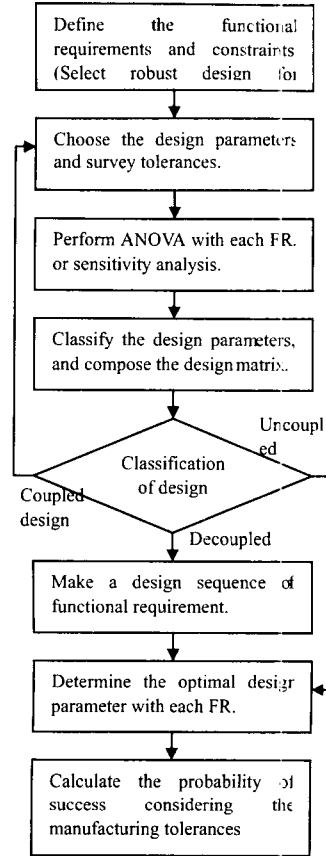 Define the functional
requirements and constraints
(Select robust design for
Choose the design parameters
and survey tolerances.
Perform ANOVA with each FR.
or sensitivity analysis.
Classify the design parameters,
and compose the design matrix.
Uncoupl
ed
Classification
of design
Coupled
design
Decoupled
Make a design sequence of
functional requirement.
Determine the optimal design
parameter with each FR.
Calculate the probability of
success considering the
manufacturing tolerances